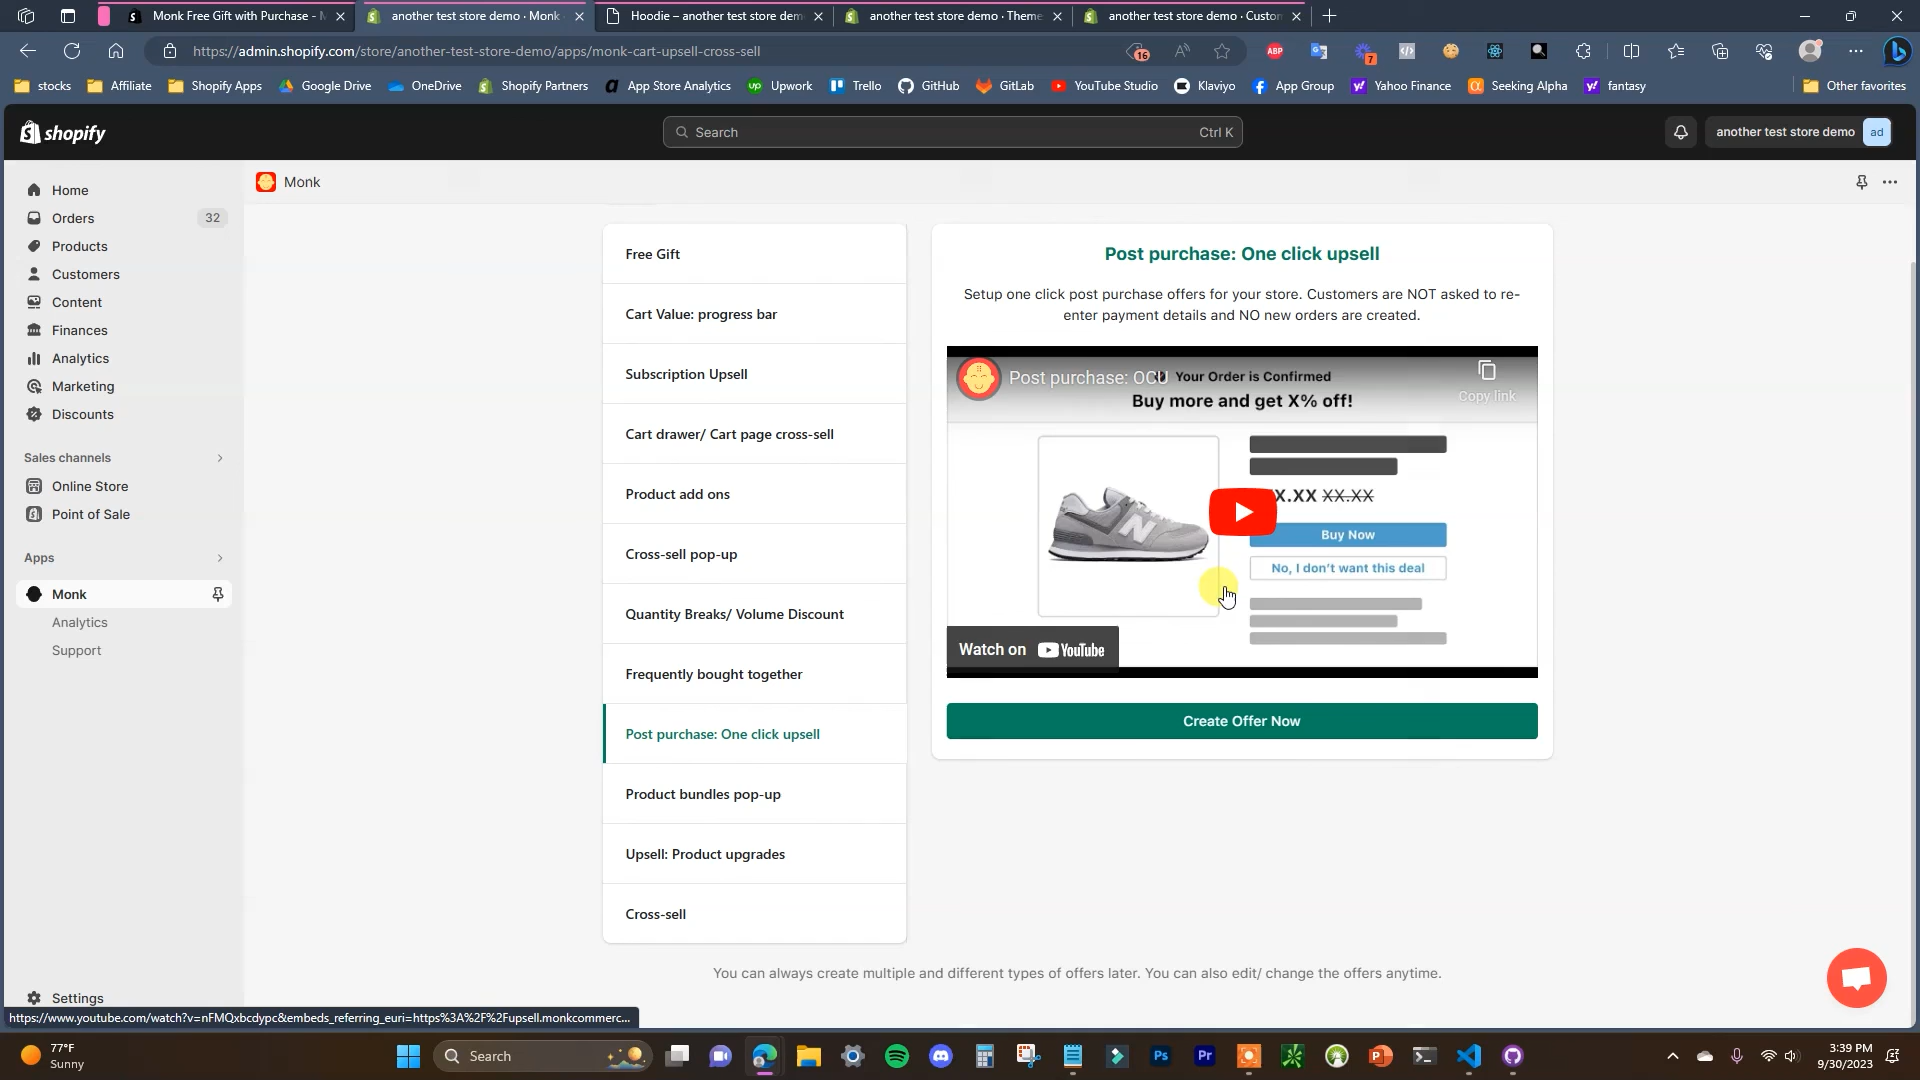 Monk Free Gift with Purchase - M
another test store demo · Monk
Hoodie – another test store dem
another test store demo · Theme
another test store demo · Custom
https://admin.shopify.com/store/another-test-store-demo/apps/monk-cart-upsell-cross-sell
16
ABP
7
stocks
Affiliate
Shopify Apps
Google Drive
OneDrive
Shopify Partners
App Store Analytics
Upwork
Trello
GitHub
GitLab
YouTube Studio
Klaviyo
App Group
Yahoo Finance
Seeking Alpha
fantasy
Other favorites
shopify
Search
Ctrl K
another test store demo
ad
Home
Orders
32
Products
Customers
Content
Finances
Analytics
Marketing
Discounts
Sales channels
Online Store
Point of Sale
Apps
Monk
Analytics
Support
Settings
Monk
Free Gift
Cart Value: progress bar
Subscription Upsell
Cart drawer/ Cart page cross-sell
Product add ons
Cross-sell pop-up
Quantity Breaks/ Volume Discount
Frequently bought together
Post purchase: One click upsell
Product bundles pop-up
Upsell: Product upgrades
Cross-sell
Post purchase: One click upsell
Setup one click post purchase offers for your store. Customers are NOT asked to re-
enter payment details and NO new orders are created.
Post purchase: OCU
Your Order is Confirmed
Copy link
Buy more and get X% off!
X.XX XX.XX
Buy Now
No, I don't want this deal
Watch on YouTube
Create Offer Now
You can always create multiple and different types of offers later. You can also edit/ change the offers anytime.
https://www.youtube.com/watch?v=nFMQxbcdypc&embeds_referring_euri=https%3A%2F%2Fupsell.monkcommerc...
77°F
Sunny
Search
Ps
Pr
3:39 PM
9/30/2023